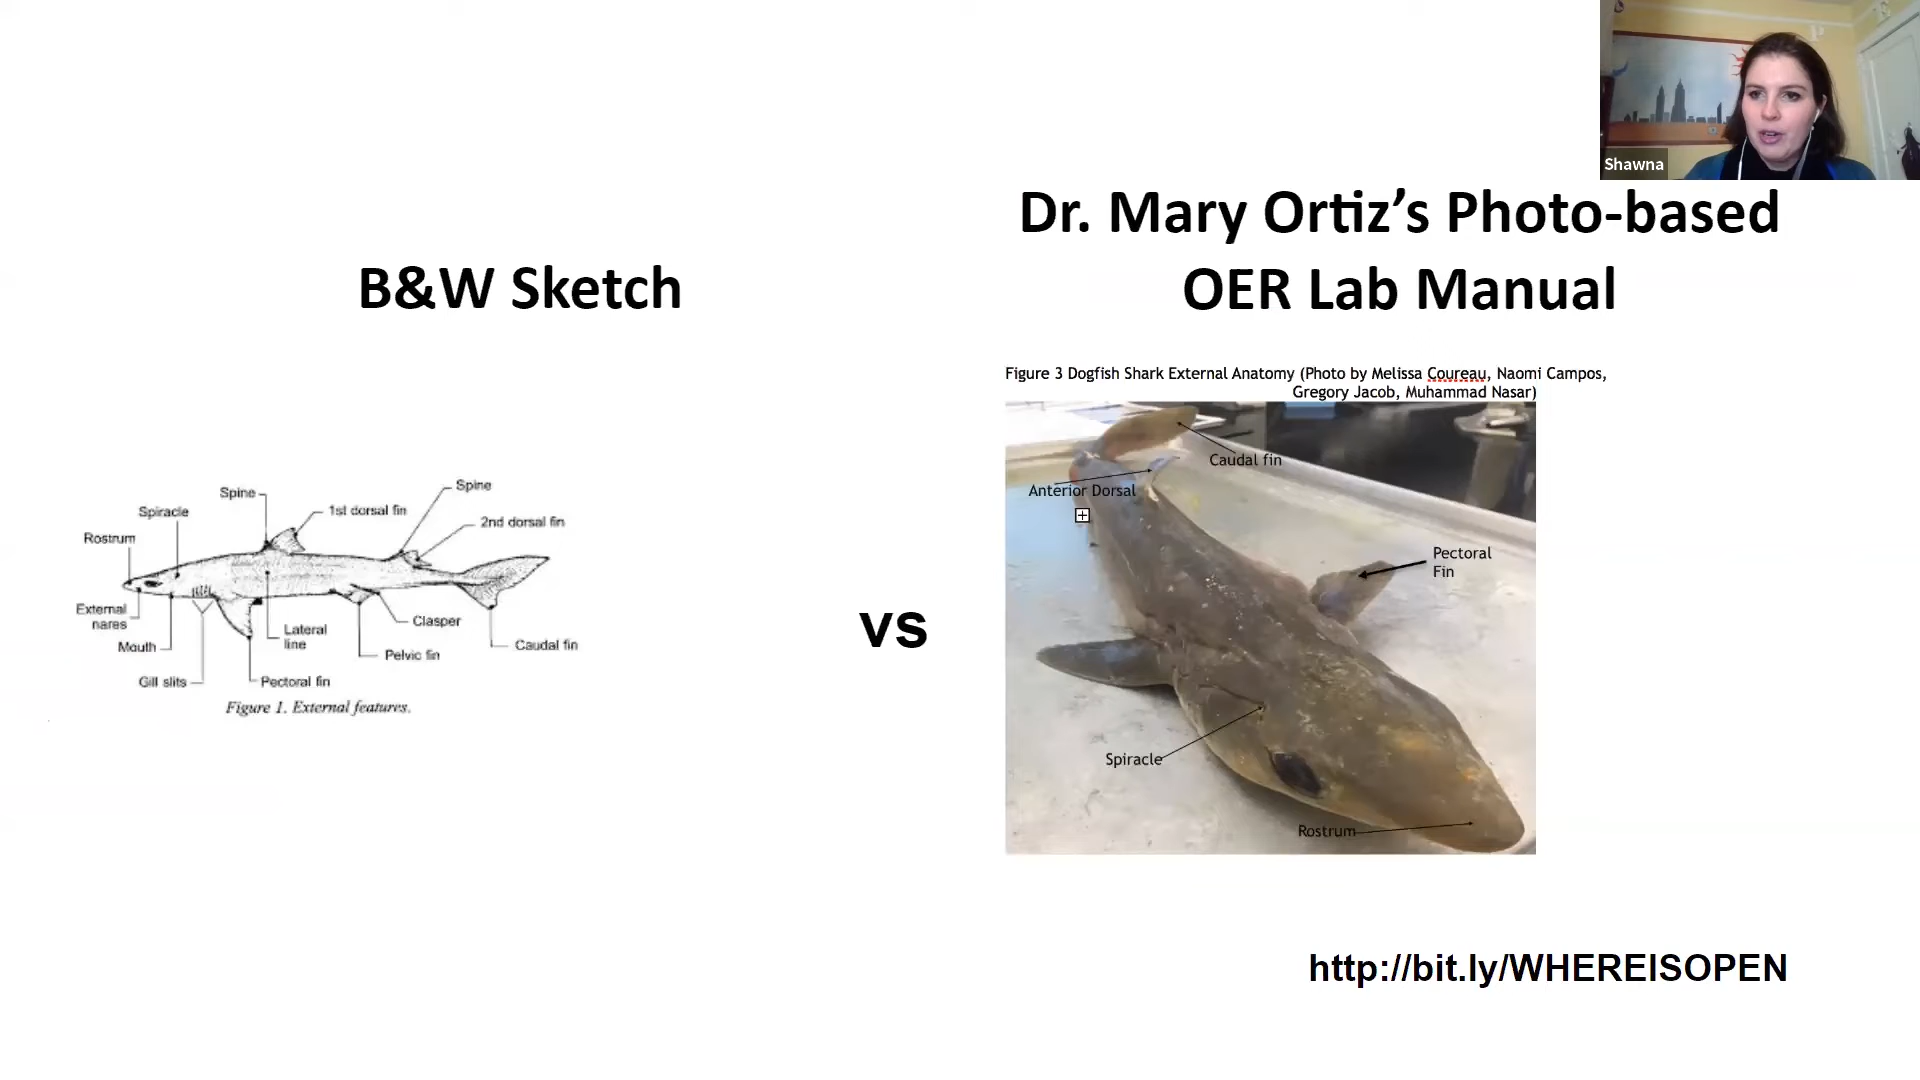 Shawna
Dr. Mary Ortiz’s Photo-based
OER Lab Manual
B&W Sketch
Spine
Spine
Spiracle
1st dorsal fin
2nd dorsal fin
Rostrum
External
nares
Mouth
Gill slits
Lateral
line
Clasper
Pelvic fin
Caudal fin
Pectoral fin
Figure 1. External features.
vs
Figure 3 Dogfish Shark External Anatomy (Photo by Melissa Coureau, Naomi Campos,
Gregory Jacob, Muhammad Nasar)
Caudal fin
Anterior Dorsal
Pectoral
Fin
Spiracle
Rostrum
http://bit.ly/WHEREISOPEN